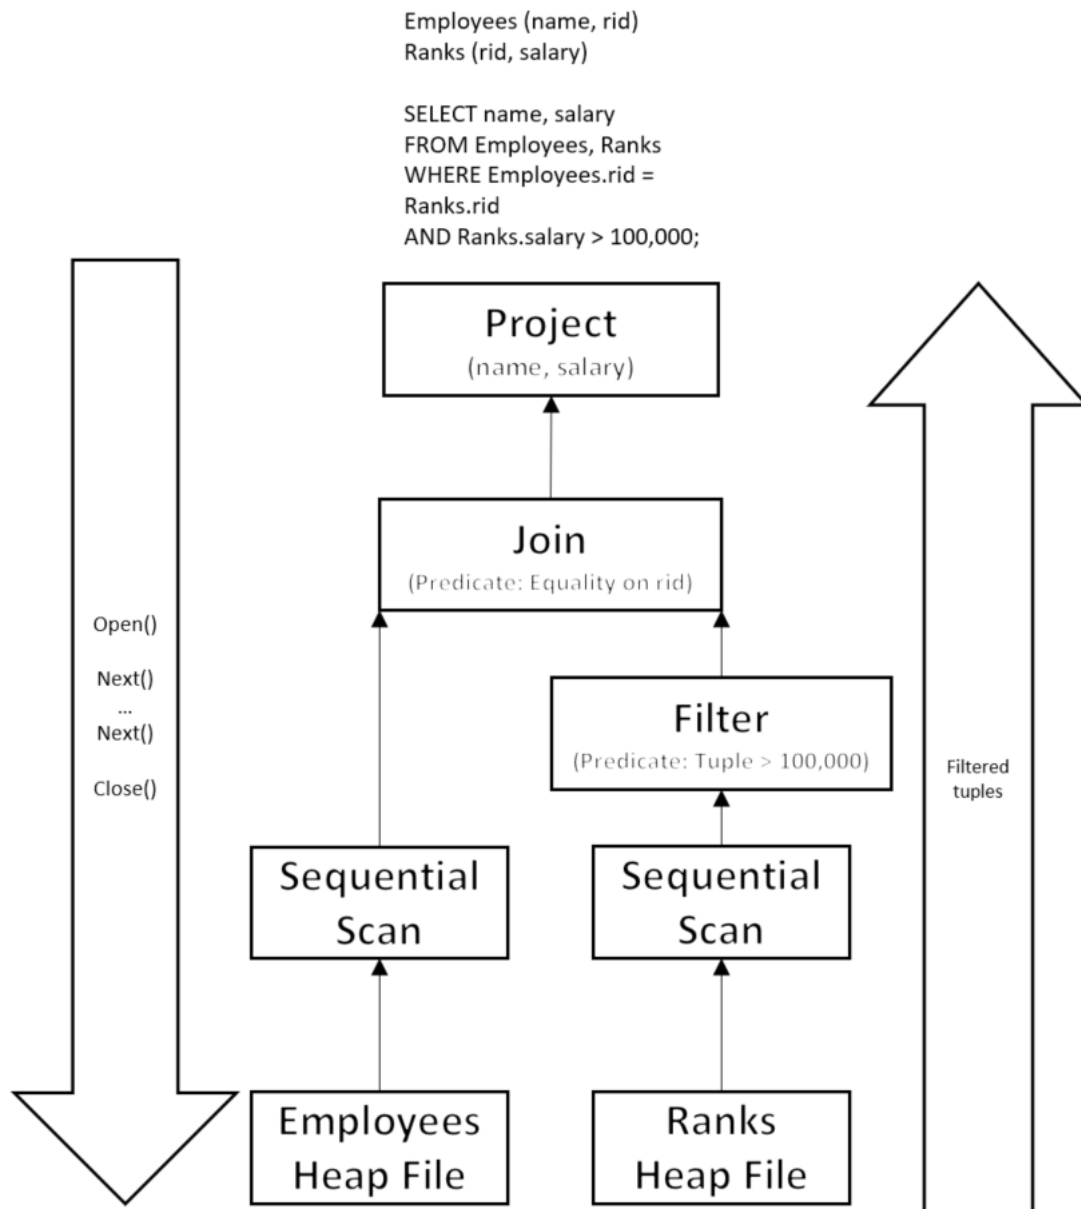 Employees (name, rid)
Ranks (rid, salary)
SELECT name, salary
FROM Employees, Ranks
WHERE Employees.rid =
Ranks.rid
AND Ranks.salary > 100,000;
Project
(name, salary)
Join
(Predicate: Equality on rid)
Open()
Next()
...
Next()
Close()
Filter
(Predicate: Tuple > 100,000)
Filtered
tuples
Sequential
Scan
Sequential
Scan
Employees
Heap File
Ranks
Heap File